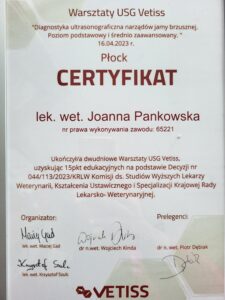 Warsztaty USG Vetiss
"Diagnostyka ultrasonograficzna narządów jamy brzusznej.
Poziom podstawowy i średnio zaawansowany. "
16.04.2023 r.
Płock
CERTYFIKAT
lek. wet. Joanna Pankowska
nr prawa wykonywania zawodu: 65221
Ukończyła dwudniowe Warsztaty USG Vetiss,
uzyskując 15pkt edukacyjnych na podstawie Decyzji nr
044/113/2023/KRLW Komisji ds. Studiów Wyższych Lekarzy
Weterynarii, Kształcenia Ustawicznego i Specjalizacji Krajowej Rady
Lekarsko- Weterynaryjnej.
Organizator:
Prelegenci:
lek. wet. Maciej Gad
dr n.wet. Wojciech Kinda
dr n wet. Piotr Dębiak
lek. wet. Krzysztof Szulc
VETISS